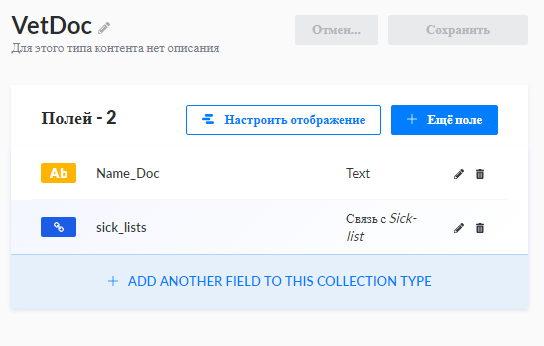 VetDoc
Для этого типа контента нет описания
Отмен...
Сохранить
Полей - 2
Настроить отображение
+ Ещё поле
Ab
Name_Doc
Text
sick_lists
Связь с Sick-
list
+ ADD ANOTHER FIELD TO THIS COLLECTION TYPE